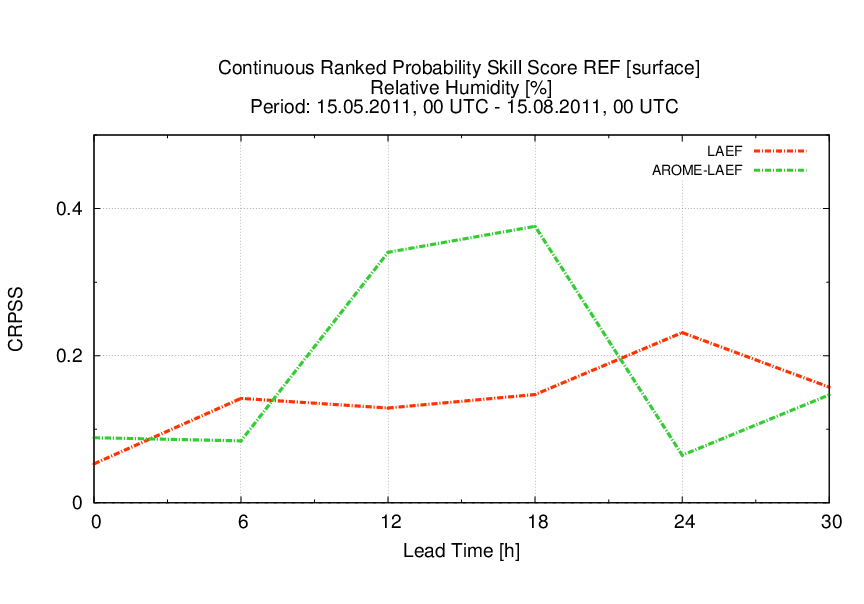 Continuous Ranked Probability Skill Score REF [surface]
Relative Humidity [%]
Period: 15.05.2011, 00 UTC - 15.08.2011, 00 UTC
LAEF
AROME-LAEF
0.4
0.2
0
CRPSS
0 6 12 18 24 30
Lead Time [h]